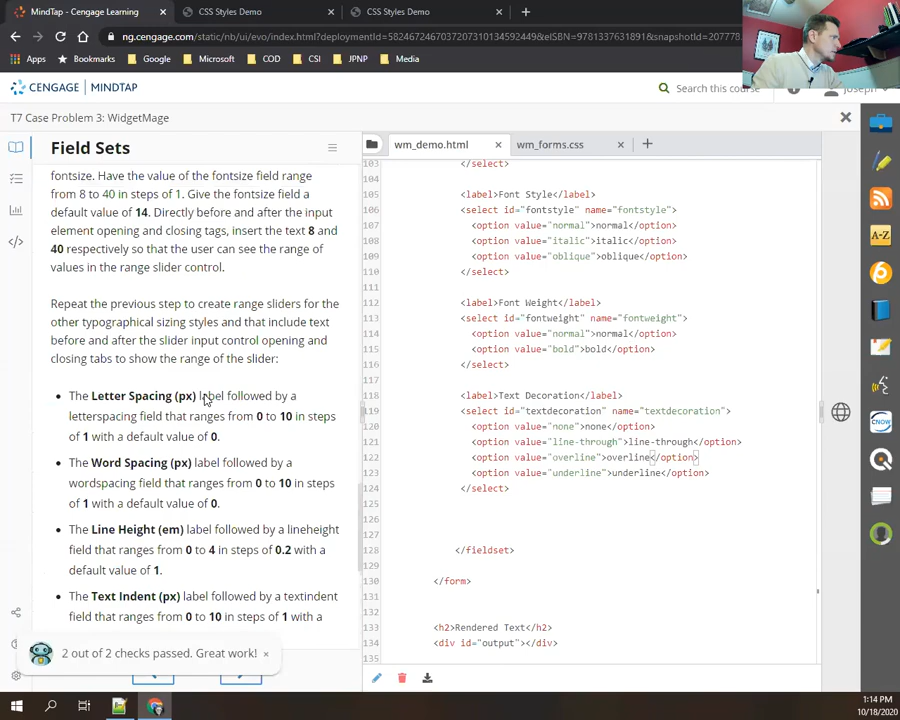 MindTap - Cengage Learning
CSS Styles Demo
CSS Styles Demo
ng.cengage.com/static/nb/ui/evo/index.html?deploymentId=
Apps
Bookmarks
Google
Microsoft
COD
CSI
JPNP
Media
CENGAGE | MINDTAP
Search this course
T7 Case Problem 3: WidgetMage
Field Sets
fontsize. Have the value of the fontsize field range
from 8 to 40 in steps of 1. Give the fontsize field a
default value of 14. Directly before and after the input
element opening and closing tags, insert the text 8 and
40 respectively so that the user can see the range of
values in the range slider control.
Repeat the previous step to create range sliders for the
other typographical sizing styles and that include text
before and after the slider input control opening and
closing tabs to show the range of the slider:
• The Letter Spacing (px) label followed by a
letterspacing field that ranges from 0 to 10 in steps
of 1 with a default value of 0.
• The Word Spacing (px) label followed by a
wordspacing field that ranges from 0 to 10 in steps
of 1 with a default value of 0.
• The Line Height (em) label followed by a lineheight
field that ranges from 0 to 4 in steps of 0.2 with a
default value of 1.
• The Text Indent (px) label followed by a textindent
field that ranges from 0 to 10 in steps of 1 with a
2 out of 2 checks passed. Great work! ×
wm_demo.html
wm_forms.css
103 </select>
104
105 <label>Font Style</label>
106 <select id="fontstyle" name="fontstyle">
107 <option value="normal">normal</option>
108 <option value="italic">italic</option>
109 <option value="oblique">oblique</option>
110 </select>
111
112 <label>Font Weight</label>
113 <select id="fontweight" name="fontweight">
114 <option value="normal">normal</option>
115 <option value="bold">bold</option>
116 </select>
117
118 <label>Text Decoration</label>
119 <select id="textdecoration" name="textdecoration">
120 <option value="none">none</option>
121 <option value="line-through">line-through</option>
122 <option value="overline">overline</option>
123 <option value="underline">underline</option>
124 </select>
125
126
127
128 </fieldset>
129
130 </form>
131
132
133 <h2>Rendered Text</h2>
134 <div id="output"></div>
135
A-Z
CNOW
1:14 PM
10/18/2020